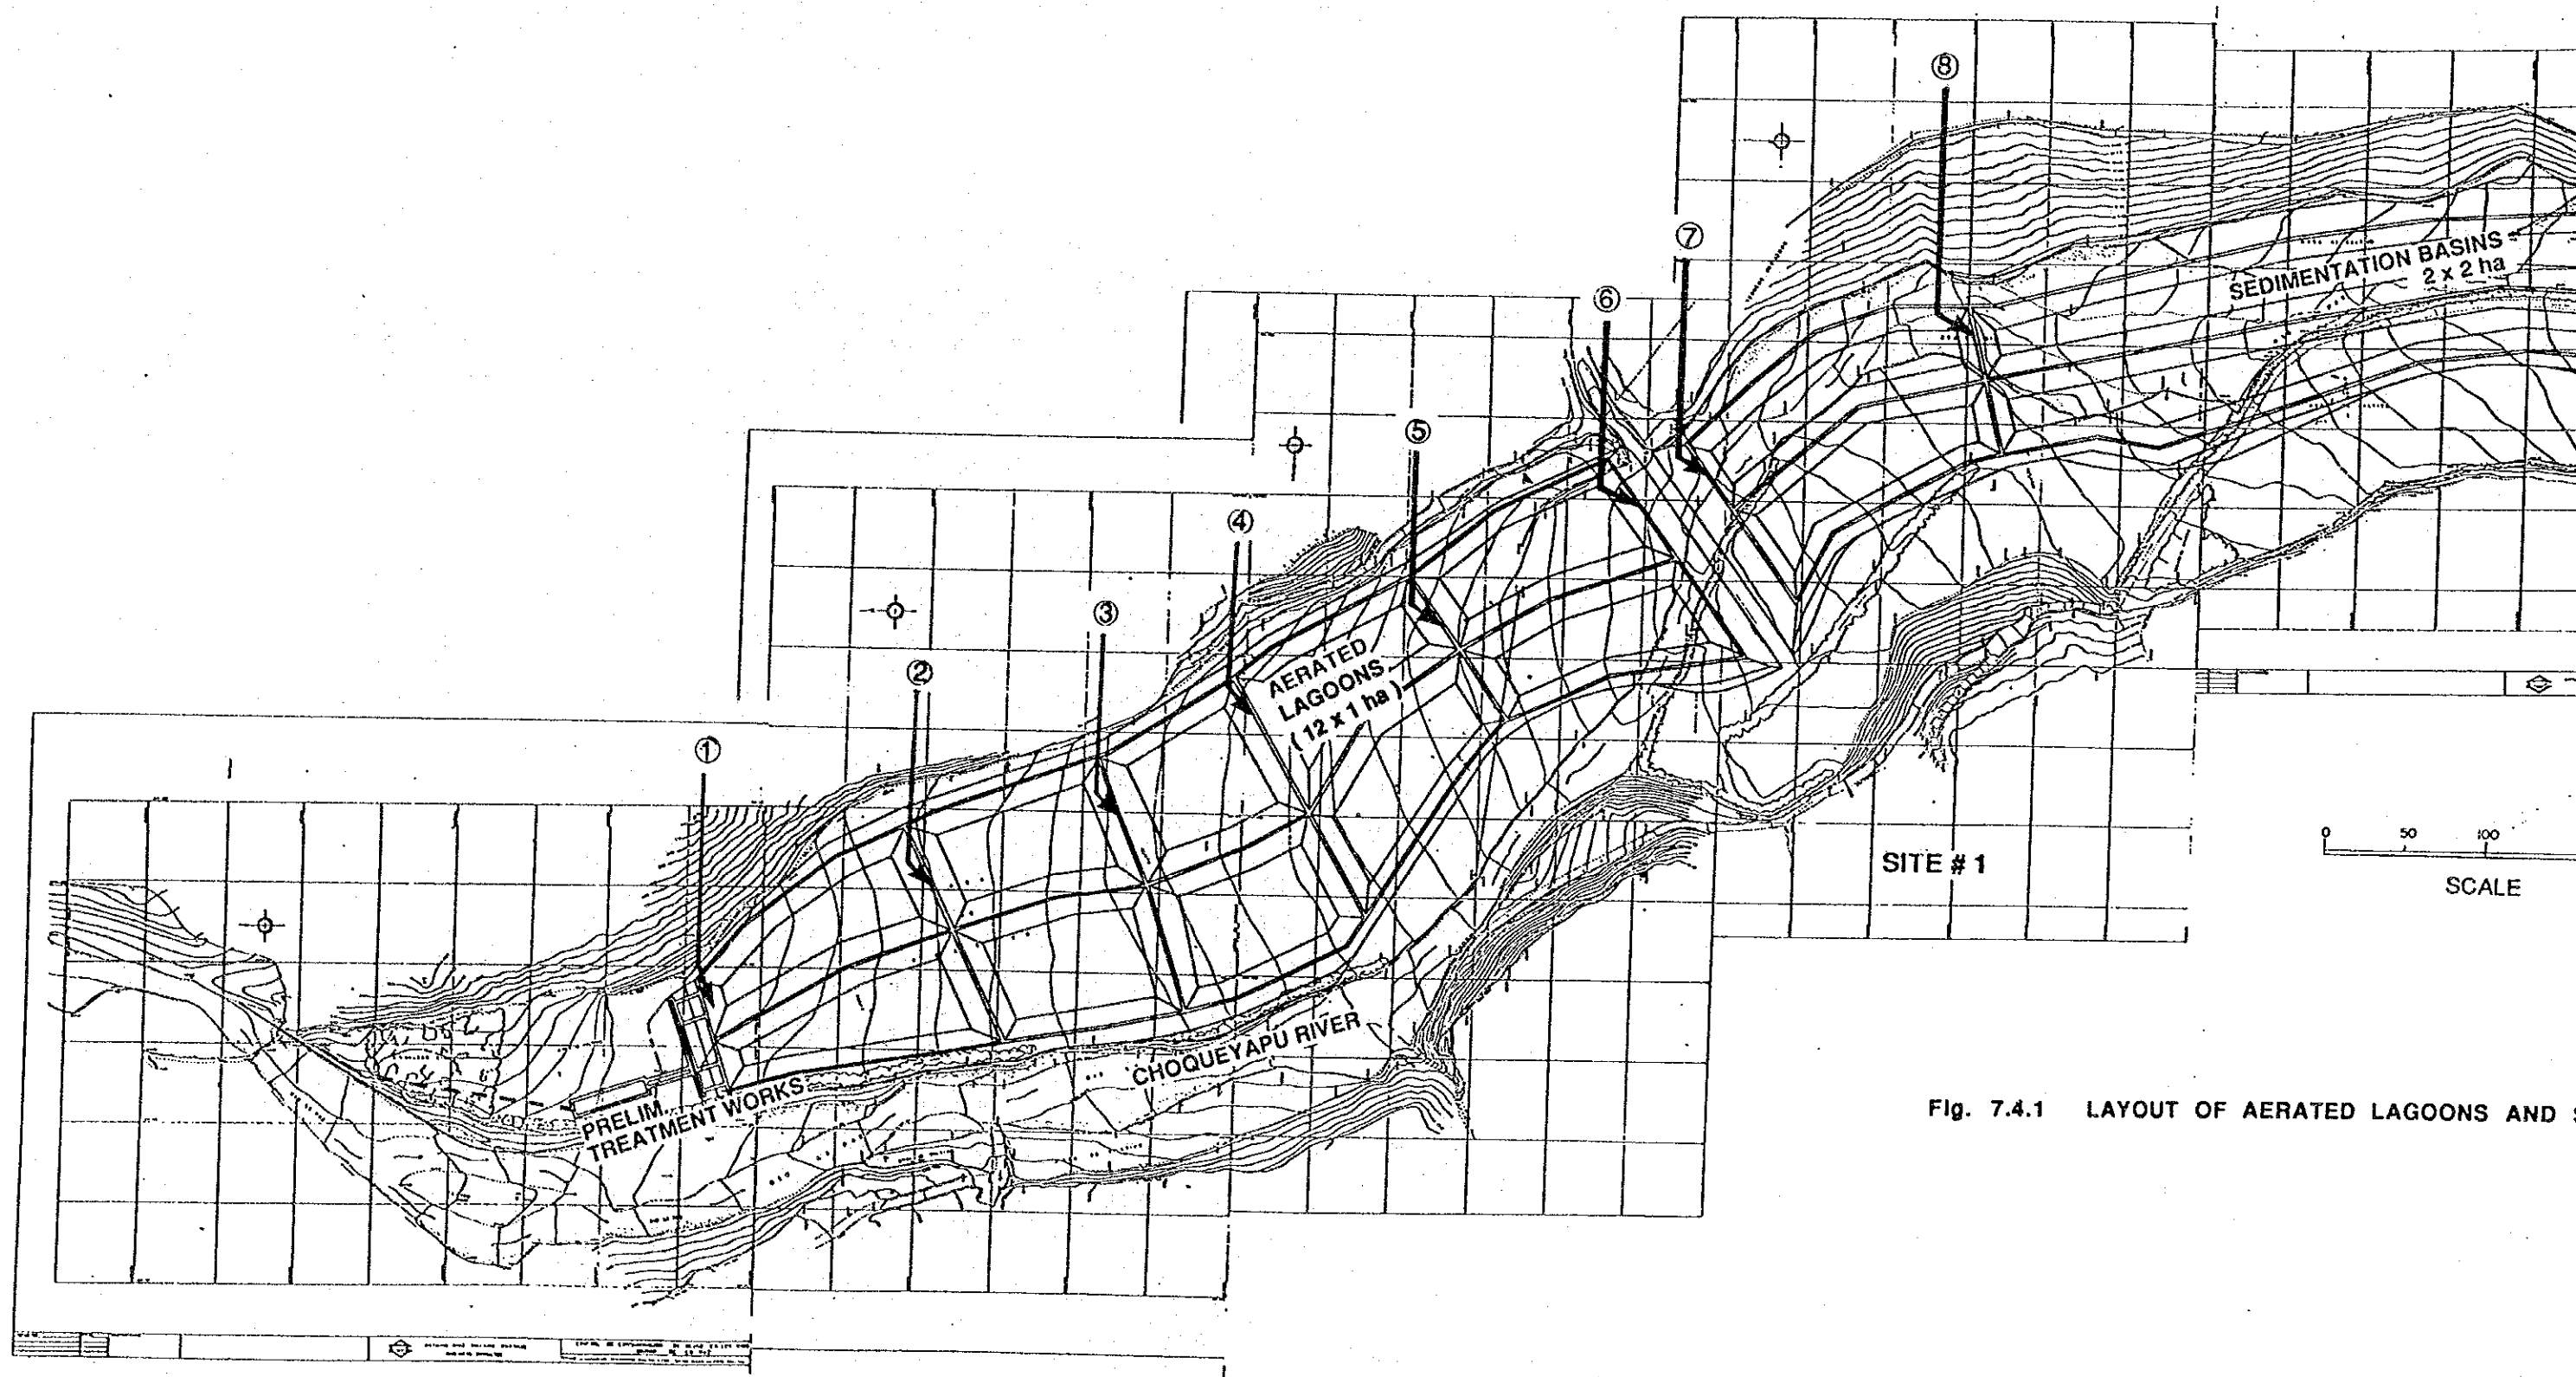 ⑧
⑦
SEDIMENTATION BASINS
2 x 2 ha
⑥
⑤
④
③
AERATED
LAGOONS
( 12 x 1 ha )
②
①
0 50 100
SCALE
SITE # 1
CHOQUEYAPU RIVER
PRELIM.
TREATMENT WORKS
Fig. 7.4.1 LAYOUT OF AERATED LAGOONS AND